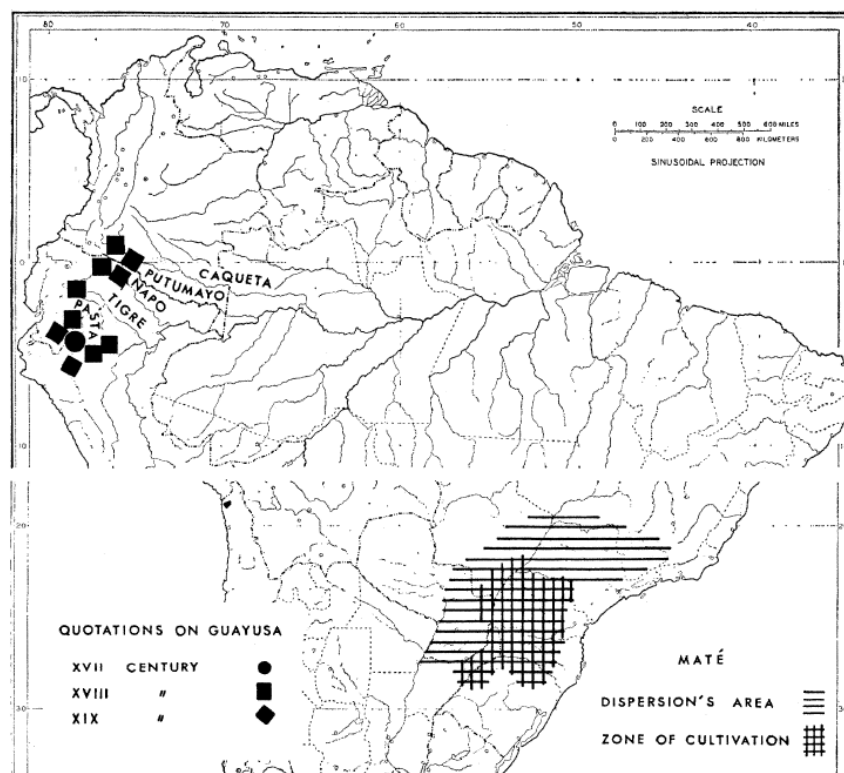 80 70 60 50 40
10
SCALE
0 100 200 300 400 500 600 MILES
0 200 400 600 800 KILOMETERS
SINUSOIDAL PROJECTION
0
CAQUETA
PUTUMAYO
NAPO
TIGRE
PASTA
10 10
20 20
QUOTATIONS ON GUAYUSA
XVII CENTURY
XVIII "
XIX "
MATÉ
DISPERSION'S AREA
ZONE OF CULTIVATION
30